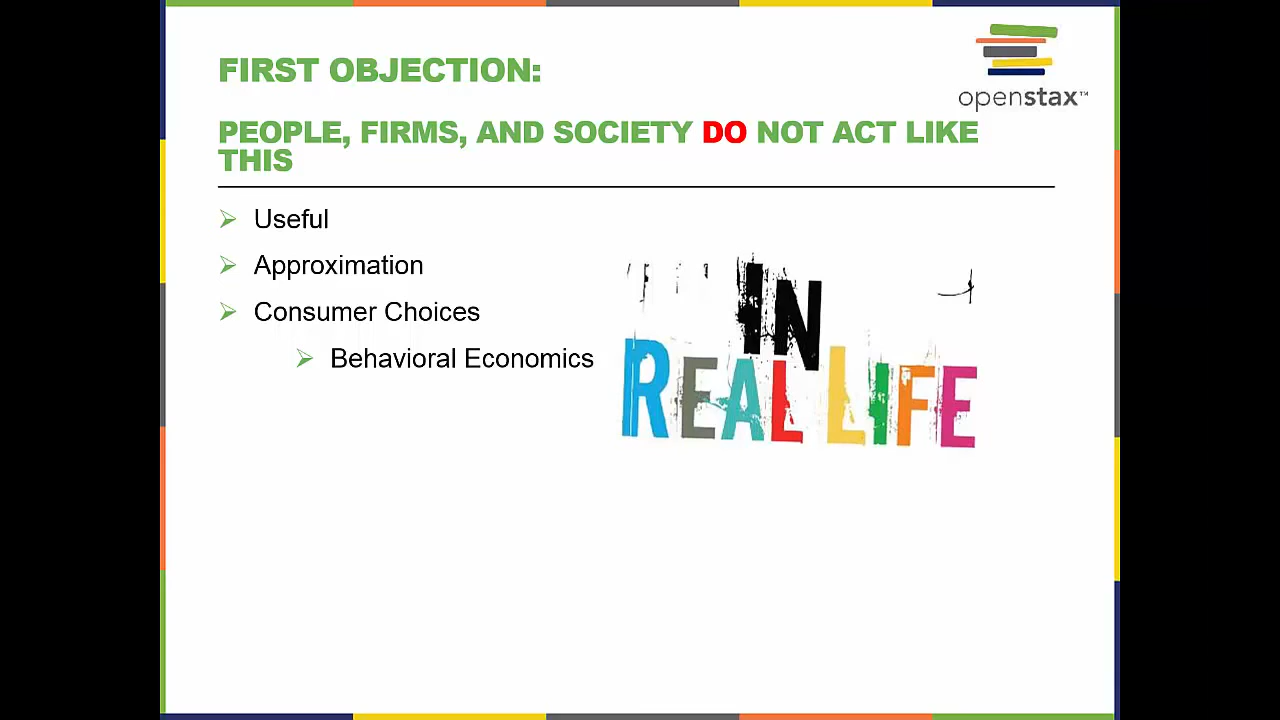 FIRST OBJECTION:
openstax™
PEOPLE, FIRMS, AND SOCIETY DO NOT ACT LIKE
THIS
Useful
Approximation
Consumer Choices
Behavioral Economics
IN
REAL LIFE